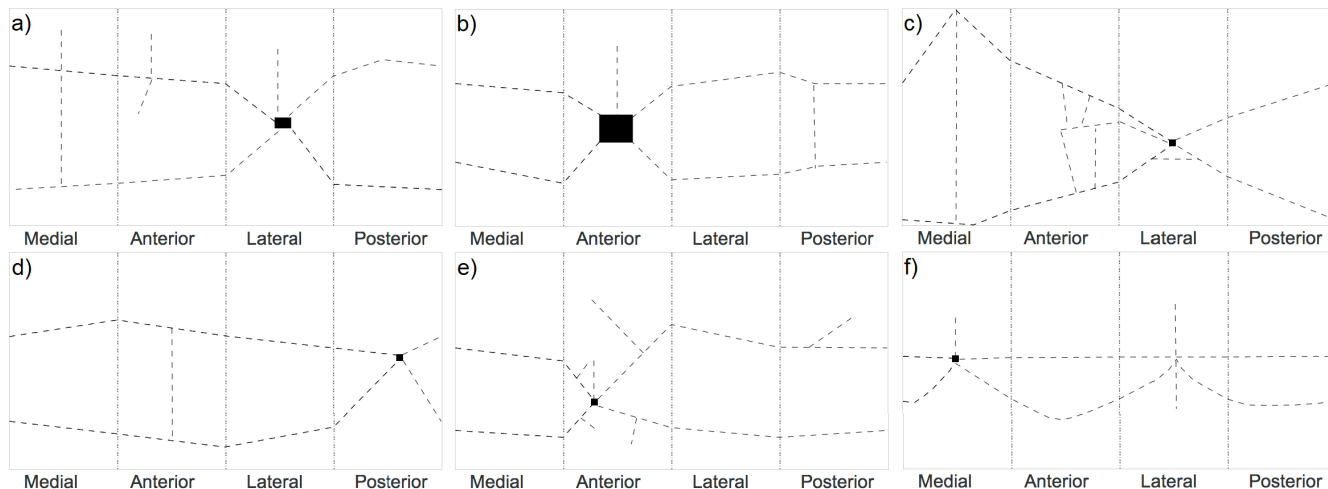 a)
b)
c)
Medial Anterior Lateral Posterior
Medial Anterior Lateral Posterior
Medial Anterior Lateral Posterior
d)
e)
f)
Medial Anterior Lateral Posterior
Medial Anterior Lateral Posterior
Medial Anterior Lateral Posterior